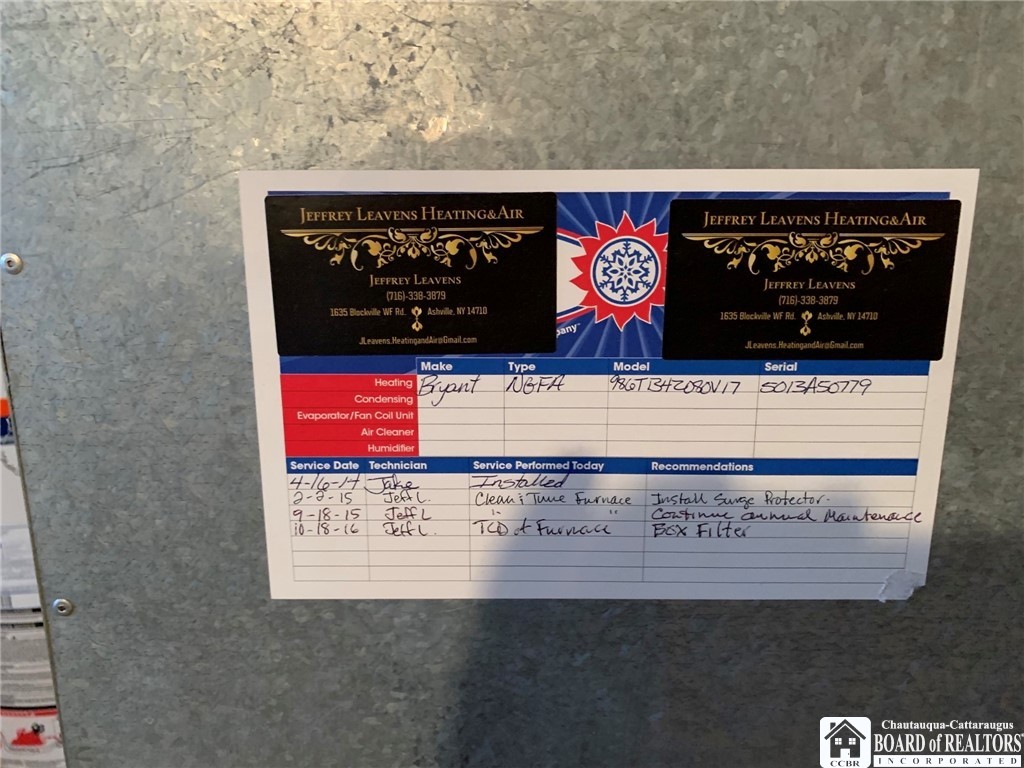 JEFFREY LEAVENS HEATING&AIR
JEFFREY LEAVENS
(716)-338-3879
1635 Blockville WF Rd. Ashville, NY 14710
JLeavens.HeatingandAir@Gmail.com
pany™
JEFFREY LEAVENS HEATING&AIR
JEFFREY LEAVENS
(716)-338-3879
1635 Blockville WF Rd. Ashville, NY 14710
JLeavens.HeatingandAir@Gmail.com
Make Type Model Serial
Heating Bryant NGFA 986TB42080V17 5013A50779
Condensing
Evaporator/Fan Coil Unit
Air Cleaner
Humidifier
Service Date Technician Service Performed Today Recommendations
4-16-14 Jake Installed
2-2-15 Jeff L. Clean & Tune Furnace Install Surge Protector.
9-18-15 Jeff L " " Continue annual Maintenance
10-18-16 Jeff L. of Furnace Box Filter
Chautauqua-Cattaraugus
BOARD of REALTORS
CCBR INCORPORATED